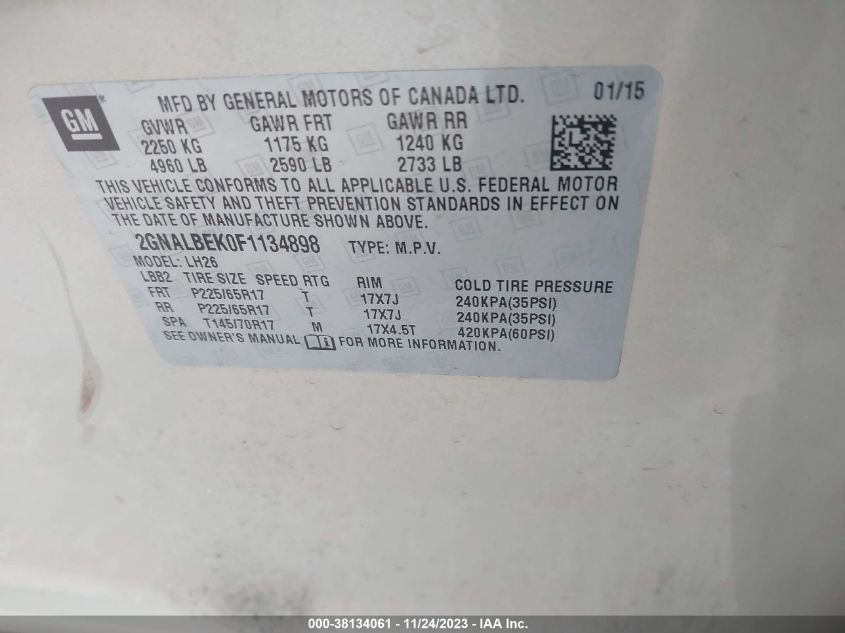 GM ®
MFD BY GENERAL MOTORS OF CANADA LTD. 01/15
GVWR GAWR FRT GAWR RR
2250 KG 1175 KG 1240 KG
4960 LB 2590 LB 2733 LB
THIS VEHICLE CONFORMS TO ALL APPLICABLE U.S. FEDERAL MOTOR
VEHICLE SAFETY AND THEFT PREVENTION STANDARDS IN EFFECT ON
THE DATE OF MANUFACTURE SHOWN ABOVE.
2GNALBEK0F1134898 TYPE: M.P.V.
MODEL: LH26
LBB2 TIRE SIZE SPEED RTG RIM COLD TIRE PRESSURE
FRT P225/65R17 T 17X7J 240KPA(35PSI)
RR P225/65R17 T 17X7J 240KPA(35PSI)
SPA T145/70R17 M 17X4.5T 420KPA(60PSI)
SEE OWNER'S MANUAL FOR MORE INFORMATION.
000-38134061 - 11/24/2023 - IAA Inc.